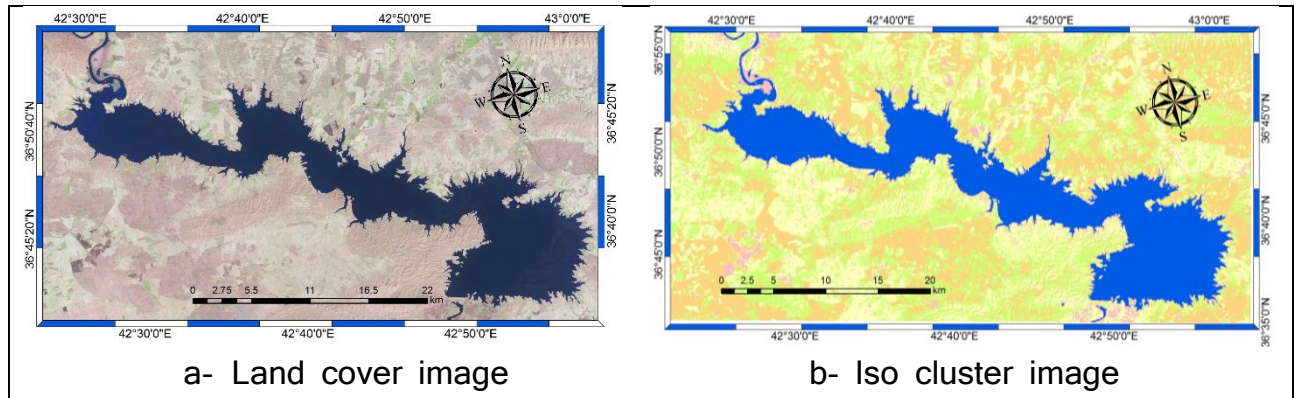 42°30'0"E 42°40'0"E 42°50'0"E 43°0'0"E
36°50'40"N
36°45'20"N
36°45'20"N
36°40'0"N
N
W E
S
0 2.75 5.5 11 16.5 22
km
42°30'0"E 42°40'0"E 42°50'0"E
a- Land cover image
42°30'0"E 42°40'0"E 42°50'0"E 43°0'0"E
36°55'0"N
36°50'0"N
36°45'0"N
36°45'0"N
36°40'0"N
36°35'0"N
N
W E
S
0 2.5 5 10 15 20
km
42°30'0"E 42°40'0"E 42°50'0"E
b- Iso cluster image